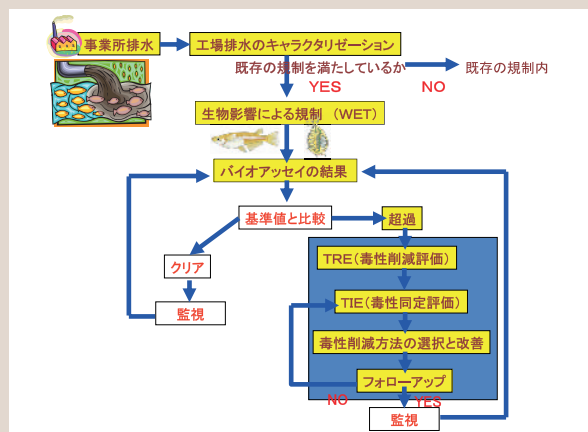 事業所排水
工場排水のキャラクタリゼーション
既存の規制を満たしているか
既存の規制内
YES
NO
生物影響による規制 （WET）
バイオアッセイの結果
基準値と比較
超過
TRE（毒性削減評価）
クリア
TIE（毒性同定評価）
監視
毒性削減方法の選択と改善
フォローアップ
NO
YES
監視